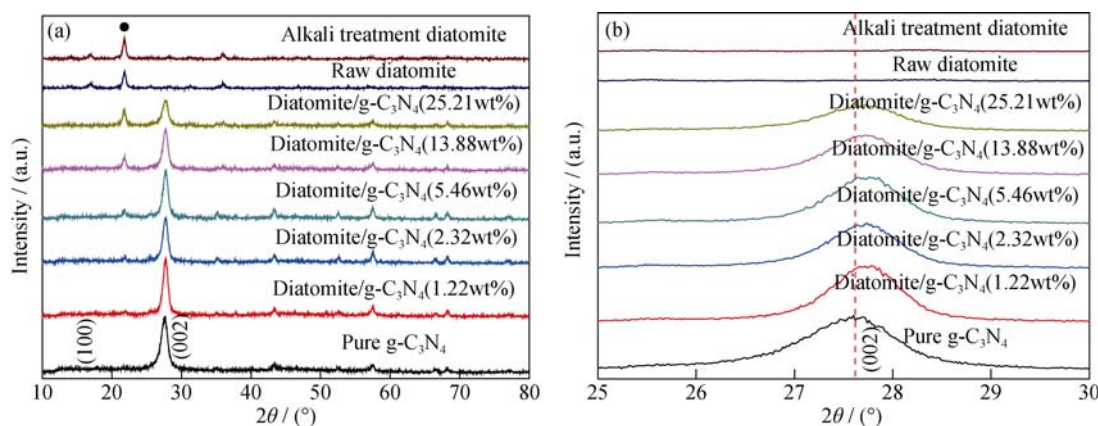 (a)
●
Alkali treatment diatomite
Raw diatomite
Diatomite/g-C₃N₄(25.21wt%)
Diatomite/g-C₃N₄(13.88wt%)
Diatomite/g-C₃N₄(5.46wt%)
Diatomite/g-C₃N₄(2.32wt%)
Diatomite/g-C₃N₄(1.22wt%)
(100)
(002)
Pure g-C₃N₄
Intensity / (a.u.)
10 20 30 40 50 60 70 80
2θ / (°)
(b)
Alkali treatment diatomite
Raw diatomite
Diatomite/g-C₃N₄(25.21wt%)
Diatomite/g-C₃N₄(13.88wt%)
Diatomite/g-C₃N₄(5.46wt%)
Diatomite/g-C₃N₄(2.32wt%)
Diatomite/g-C₃N₄(1.22wt%)
Pure g-C₃N₄
(002)
Intensity / (a.u.)
25 26 27 28 29 30
2θ / (°)